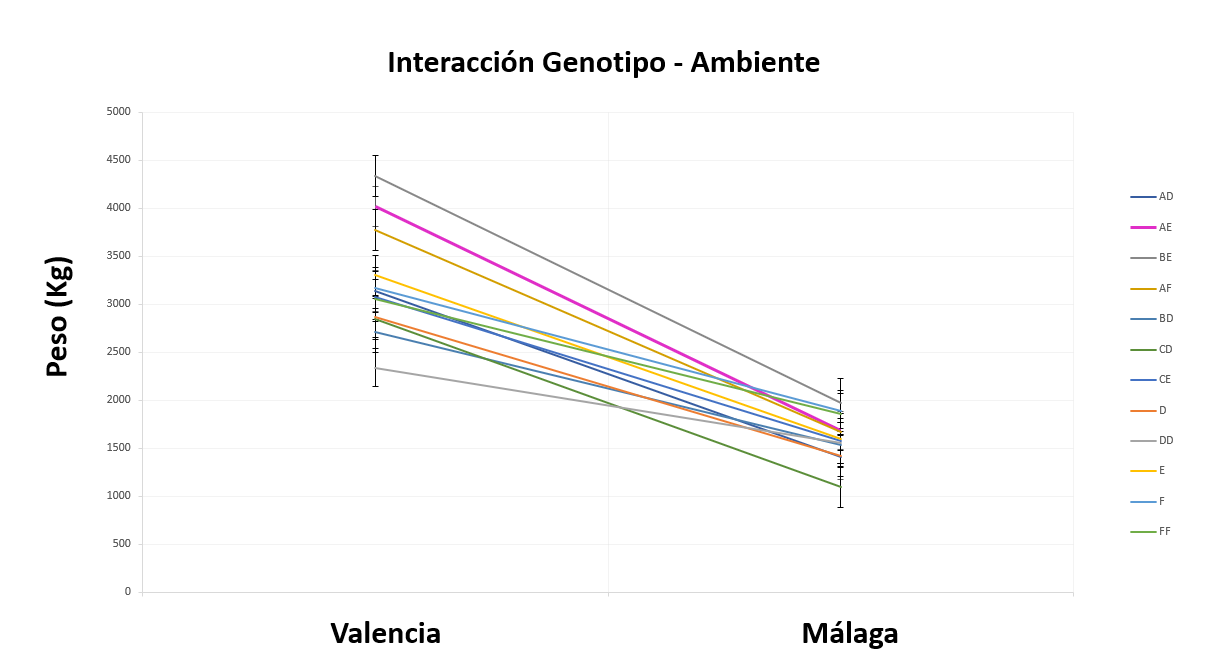 Interacción Genotipo - Ambiente
Peso (Kg)
5000
4500
4000
3500
3000
2500
2000
1500
1000
500
0
Valencia
Málaga
AD
AE
BE
AF
BD
CD
CE
D
DD
E
F
FF